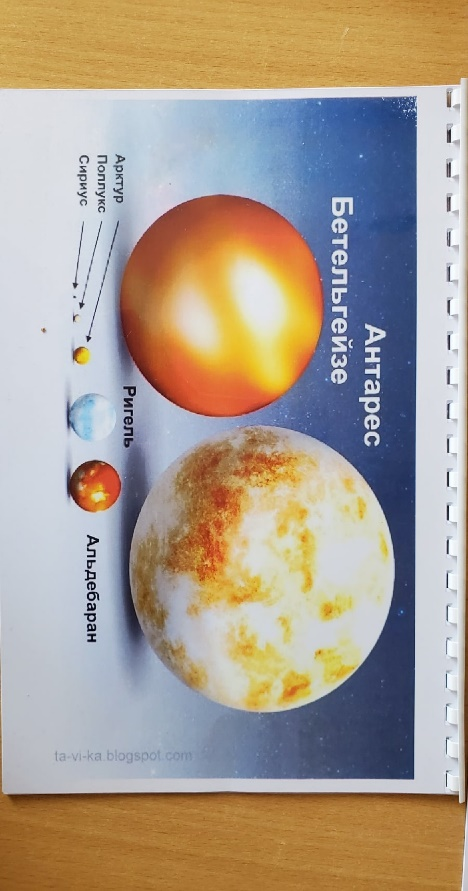 Антарес
Бетельгейзе
Арктур
Поллукс
Сириус
Ригель
Альдебаран
ta-vi-ka.blogspot.com